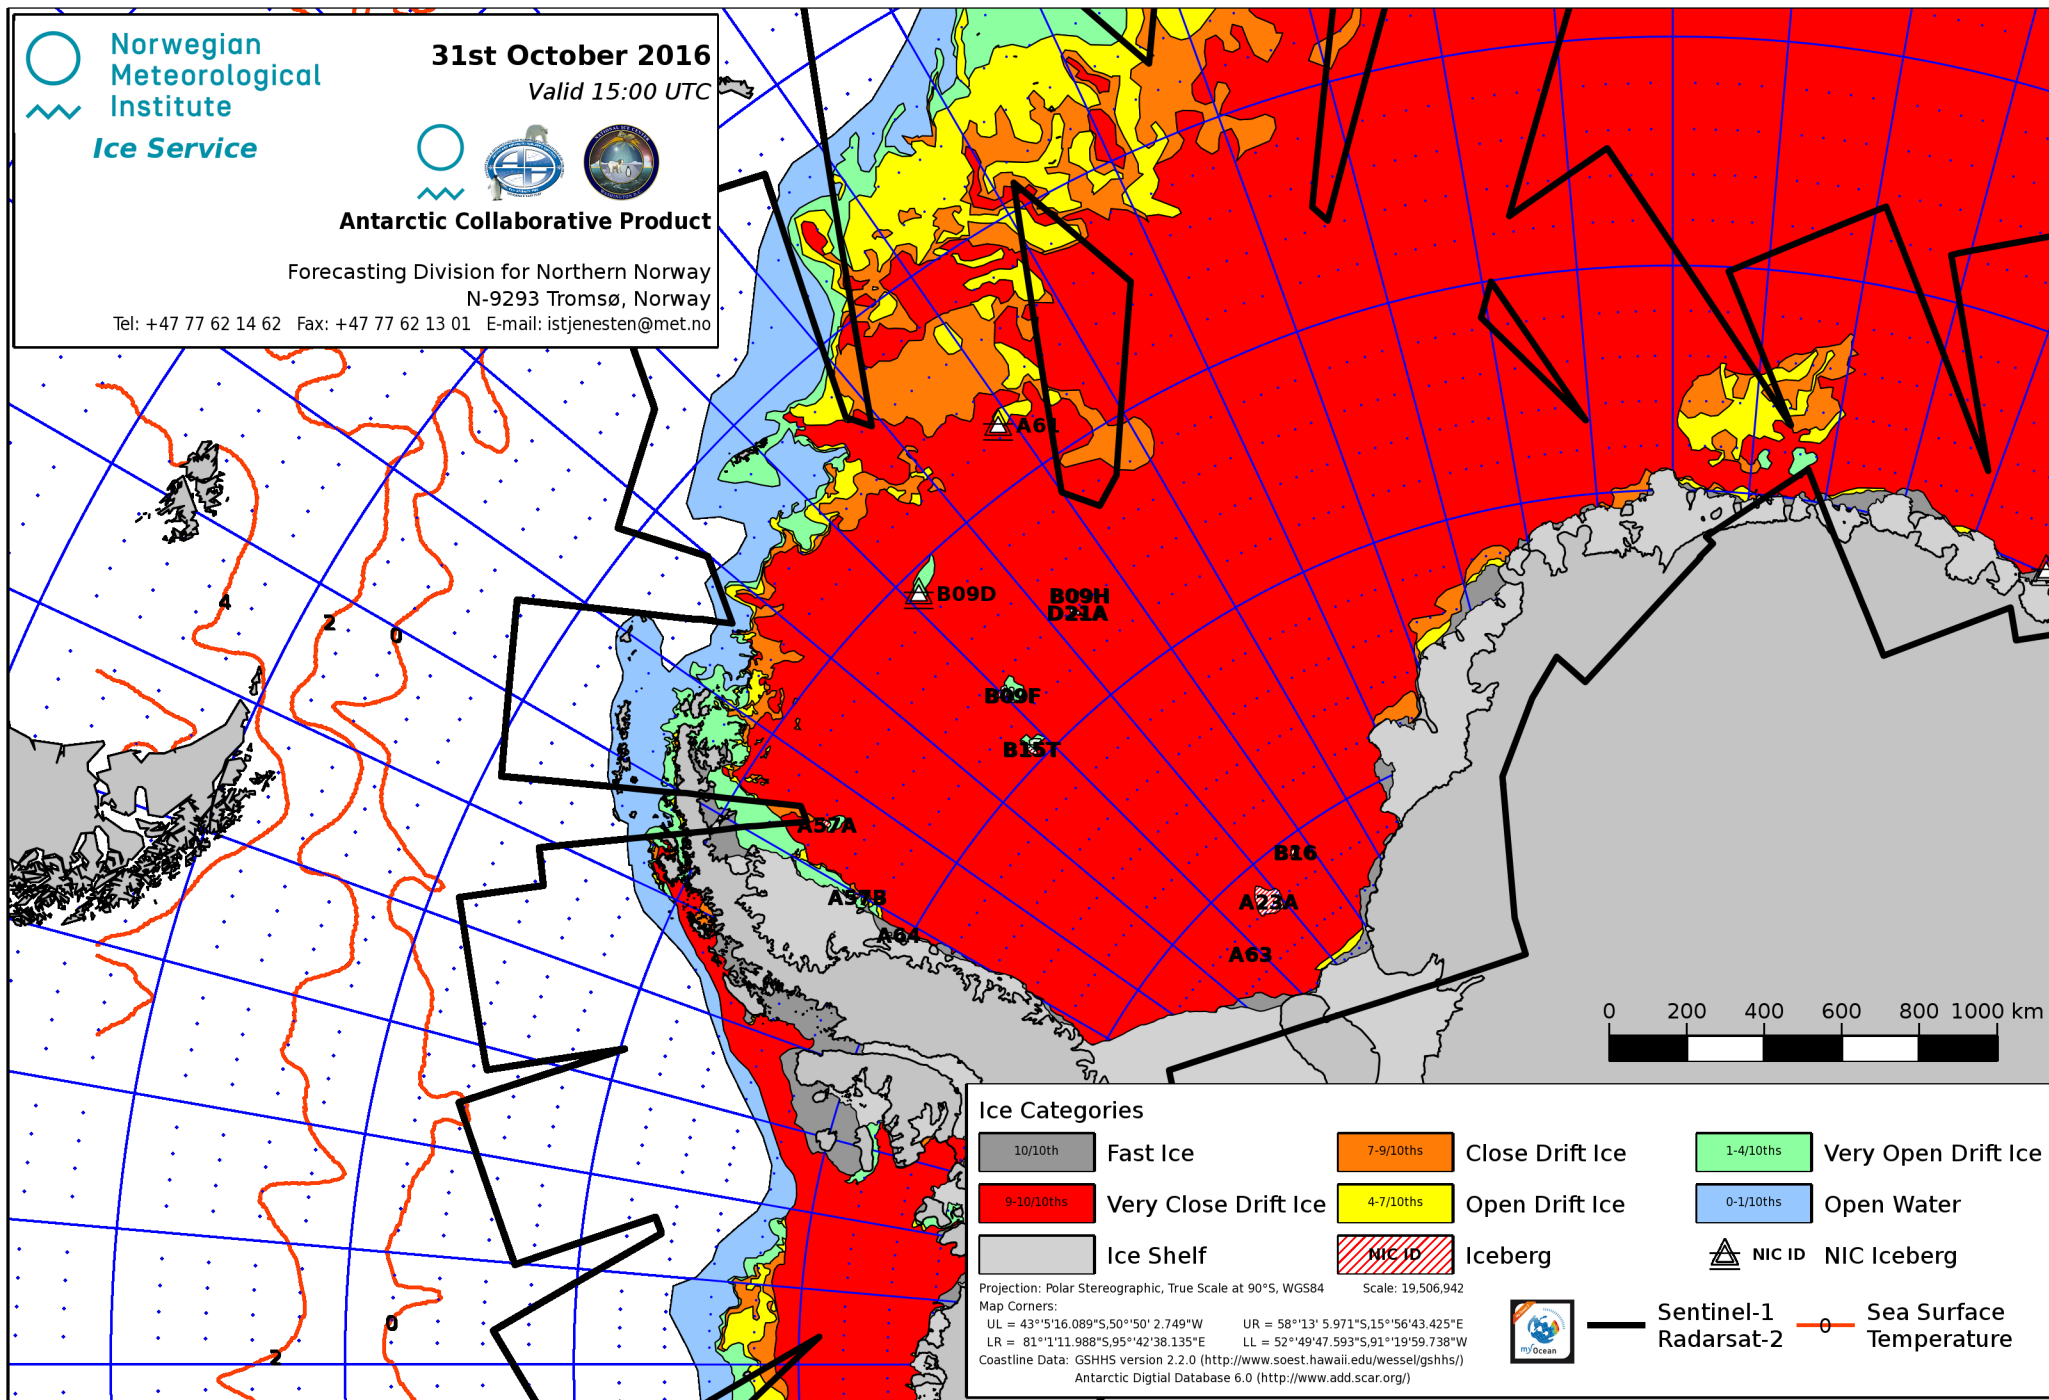 Norwegian
Meteorological
Institute
Ice Service
31st October 2016
Valid 15:00 UTC
Antarctic Collaborative Product
Forecasting Division for Northern Norway
N-9293 Tromsø, Norway
Tel: +47 77 62 14 62 Fax: +47 77 62 13 01 E-mail: istjenesten@met.no
A61
B09D
B09H
D21A
4
2
0
B09F
B15T
A57A
B16
A57B
A23A
A64
A63
0 200 400 600 800 1000 km
0
2
Ice Categories
10/10th Fast Ice
7-9/10ths Close Drift Ice
1-4/10ths Very Open Drift Ice
9-10/10ths Very Close Drift Ice
4-7/10ths Open Drift Ice
0-1/10ths Open Water
Ice Shelf
NIC ID Iceberg
NIC ID NIC Iceberg
Projection: Polar Stereographic, True Scale at 90°S, WGS84 Scale: 19,506,942
Map Corners:
UL = 43°'5'16.089"S,50°'50' 2.749"W UR = 58°'13' 5.971"S,15°'56'43.425"E
LR = 81°'1'11.988"S,95°'42'38.135"E LL = 52°'49'47.593"S,91°'19'59.738"W
Coastline Data: GSHHS version 2.2.0 (http://www.soest.hawaii.edu/wessel/gshhs/)
Antarctic Digtial Database 6.0 (http://www.add.scar.org/)
myOcean
Sentinel-1
Radarsat-2
0
Sea Surface
Temperature